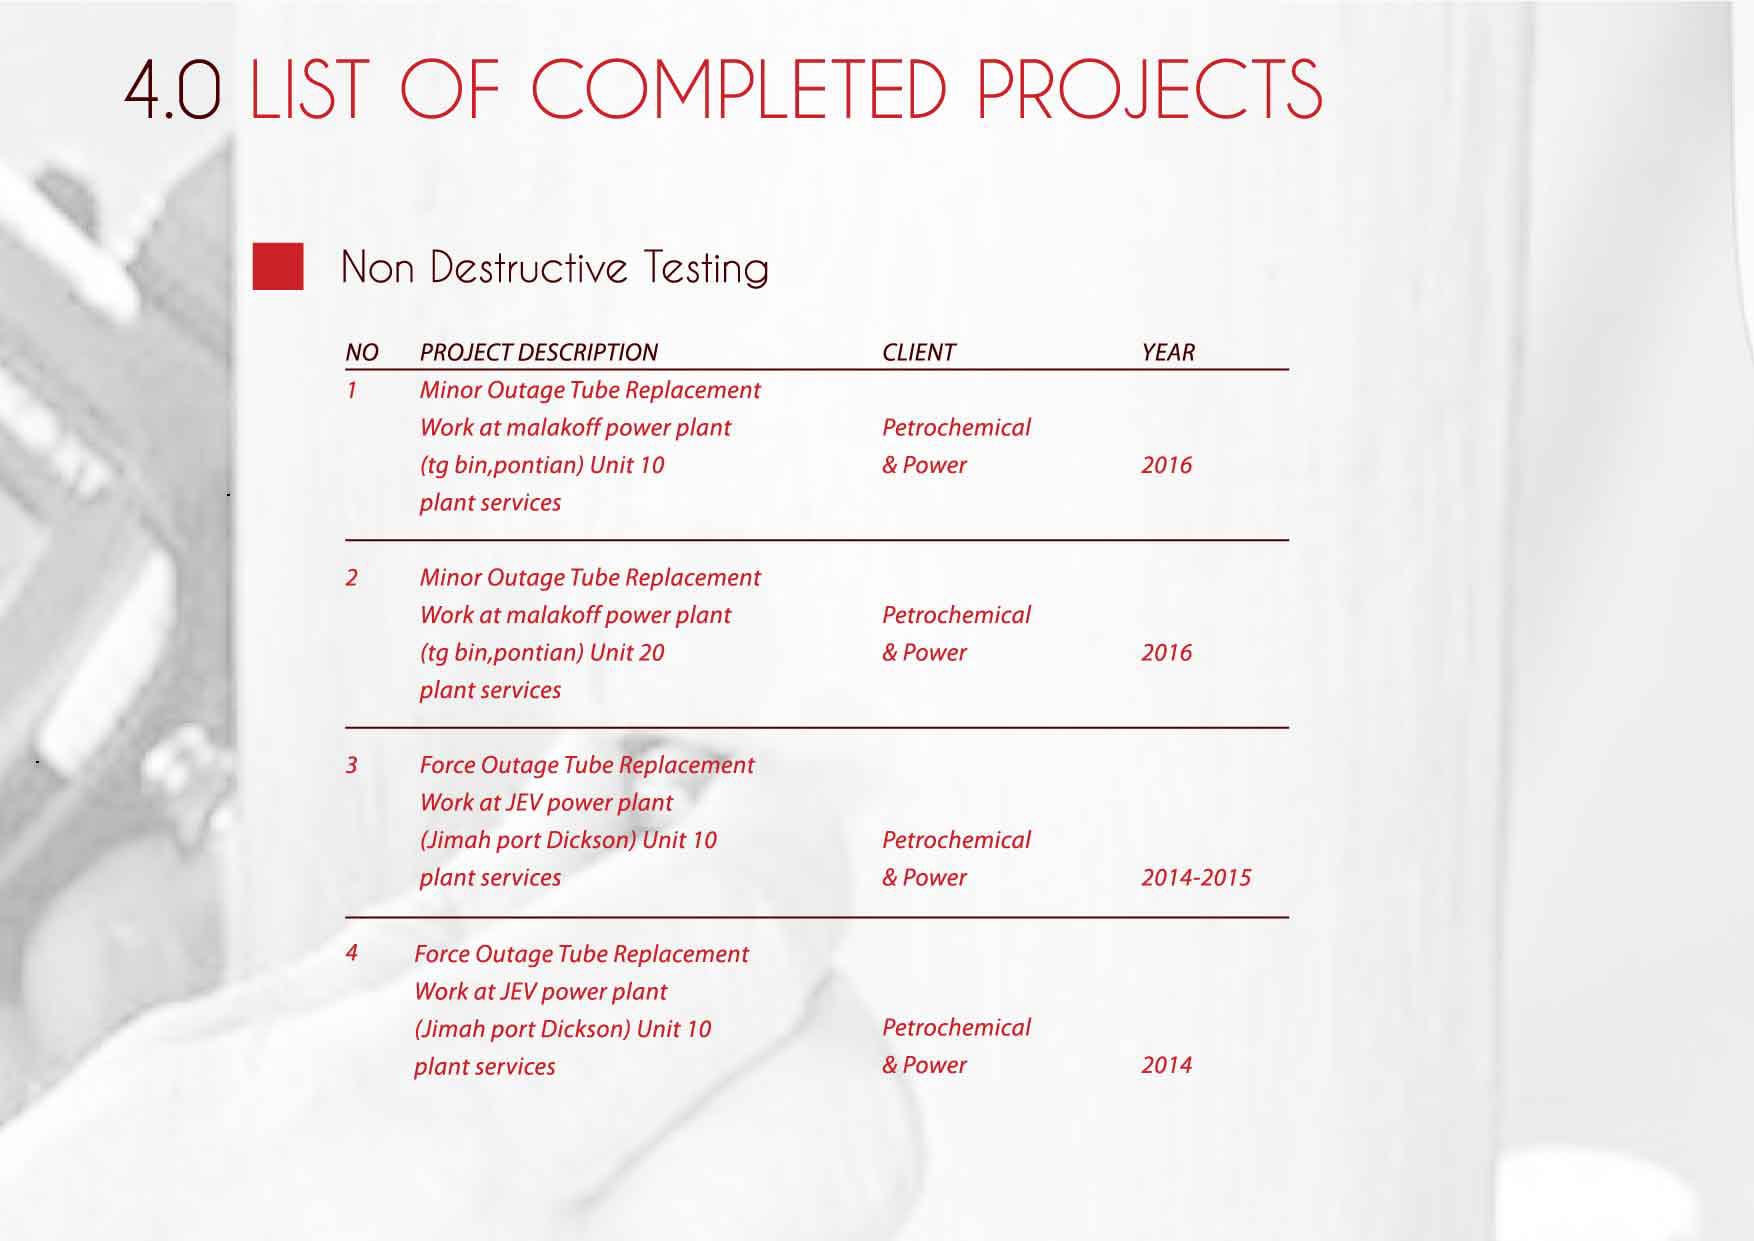 4.0 LIST OF COMPLETED PROJECTS
Non Destructive Testing
NO PROJECT DESCRIPTION CLIENT YEAR
1 Minor Outage Tube Replacement
Work at malakoff power plant Petrochemical
(tg bin,pontian) Unit 10 & Power 2016
plant services
2 Minor Outage Tube Replacement
Work at malakoff power plant Petrochemical
(tg bin,pontian) Unit 20 & Power 2016
plant services
3 Force Outage Tube Replacement
Work at JEV power plant
(Jimah port Dickson) Unit 10 Petrochemical
plant services & Power 2014-2015
4 Force Outage Tube Replacement
Work at JEV power plant
(Jimah port Dickson) Unit 10 Petrochemical
plant services & Power 2014